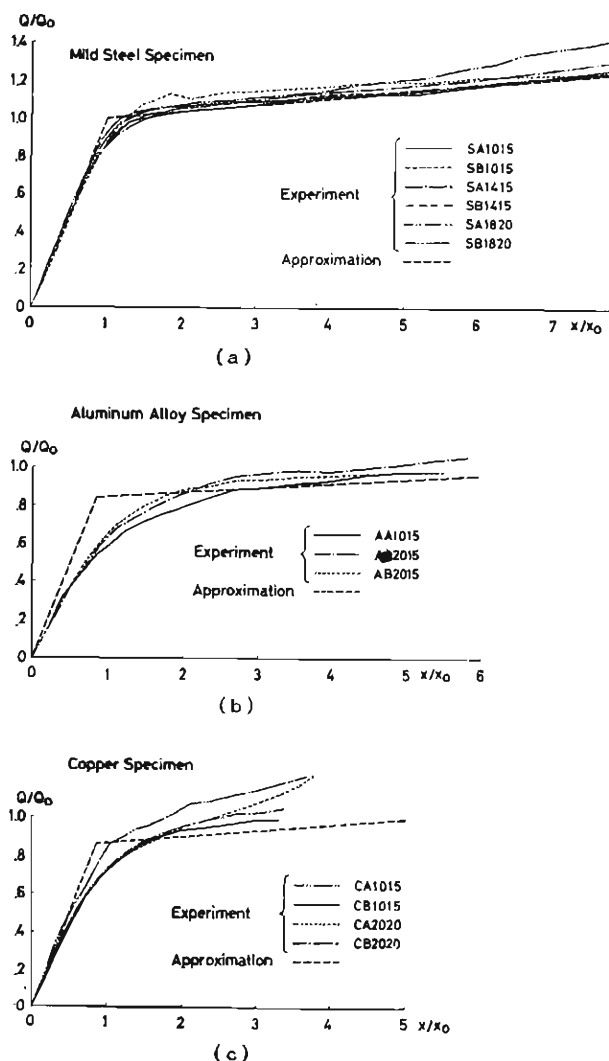 Q/Q0
1.4
1.2
1.0
.8
.6
.4
.2
0
Mild Steel Specimen
Experiment
SA1015
SB1015
SA1415
SB1415
SA1820
SB1820
Approximation
0 1 2 3 4 5 6 7 x/x0
(a)
Aluminum Alloy Specimen
Q/Q0
1.0
.8
.6
.4
.2
0
Experiment
AA1015
AB2015
Approximation
0 1 2 3 4 5 x/x0 6
(b)
Copper Specimen
Q/Q0
1.0
.8
.6
.4
.2
0
Experiment
CA1015
CB1015
CA2020
CB2020
Approximation
0 1 2 3 4 5 x/x0
(c)